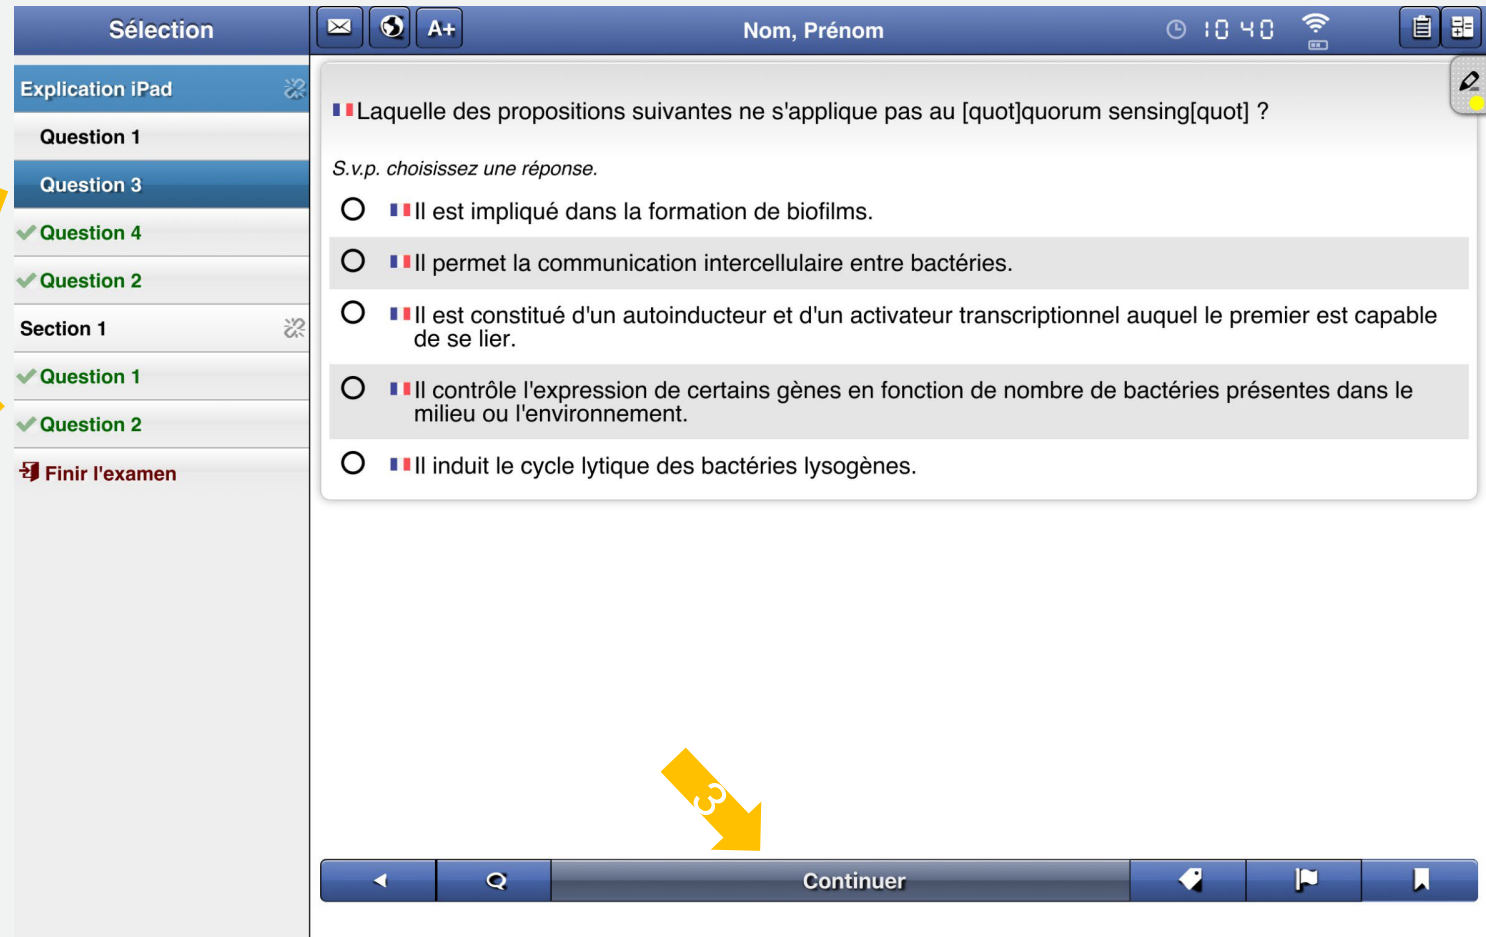 Sélection
A+
Nom, Prénom
10 40
Explication iPad
Question 1
Question 3
Question 4
Question 2
Section 1
Question 1
Question 2
Finir l'examen
Laquelle des propositions suivantes ne s'applique pas au [quot]quorum sensing[quot] ?
S.v.p. choisissez une réponse.
Il est impliqué dans la formation de biofilms.
Il permet la communication intercellulaire entre bactéries.
Il est constitué d'un autoinducteur et d'un activateur transcriptionnel auquel le premier est capable
de se lier.
Il contrôle l'expression de certains gènes en fonction de nombre de bactéries présentes dans le
milieu ou l'environnement.
Il induit le cycle lytique des bactéries lysogènes.
3
Continuer